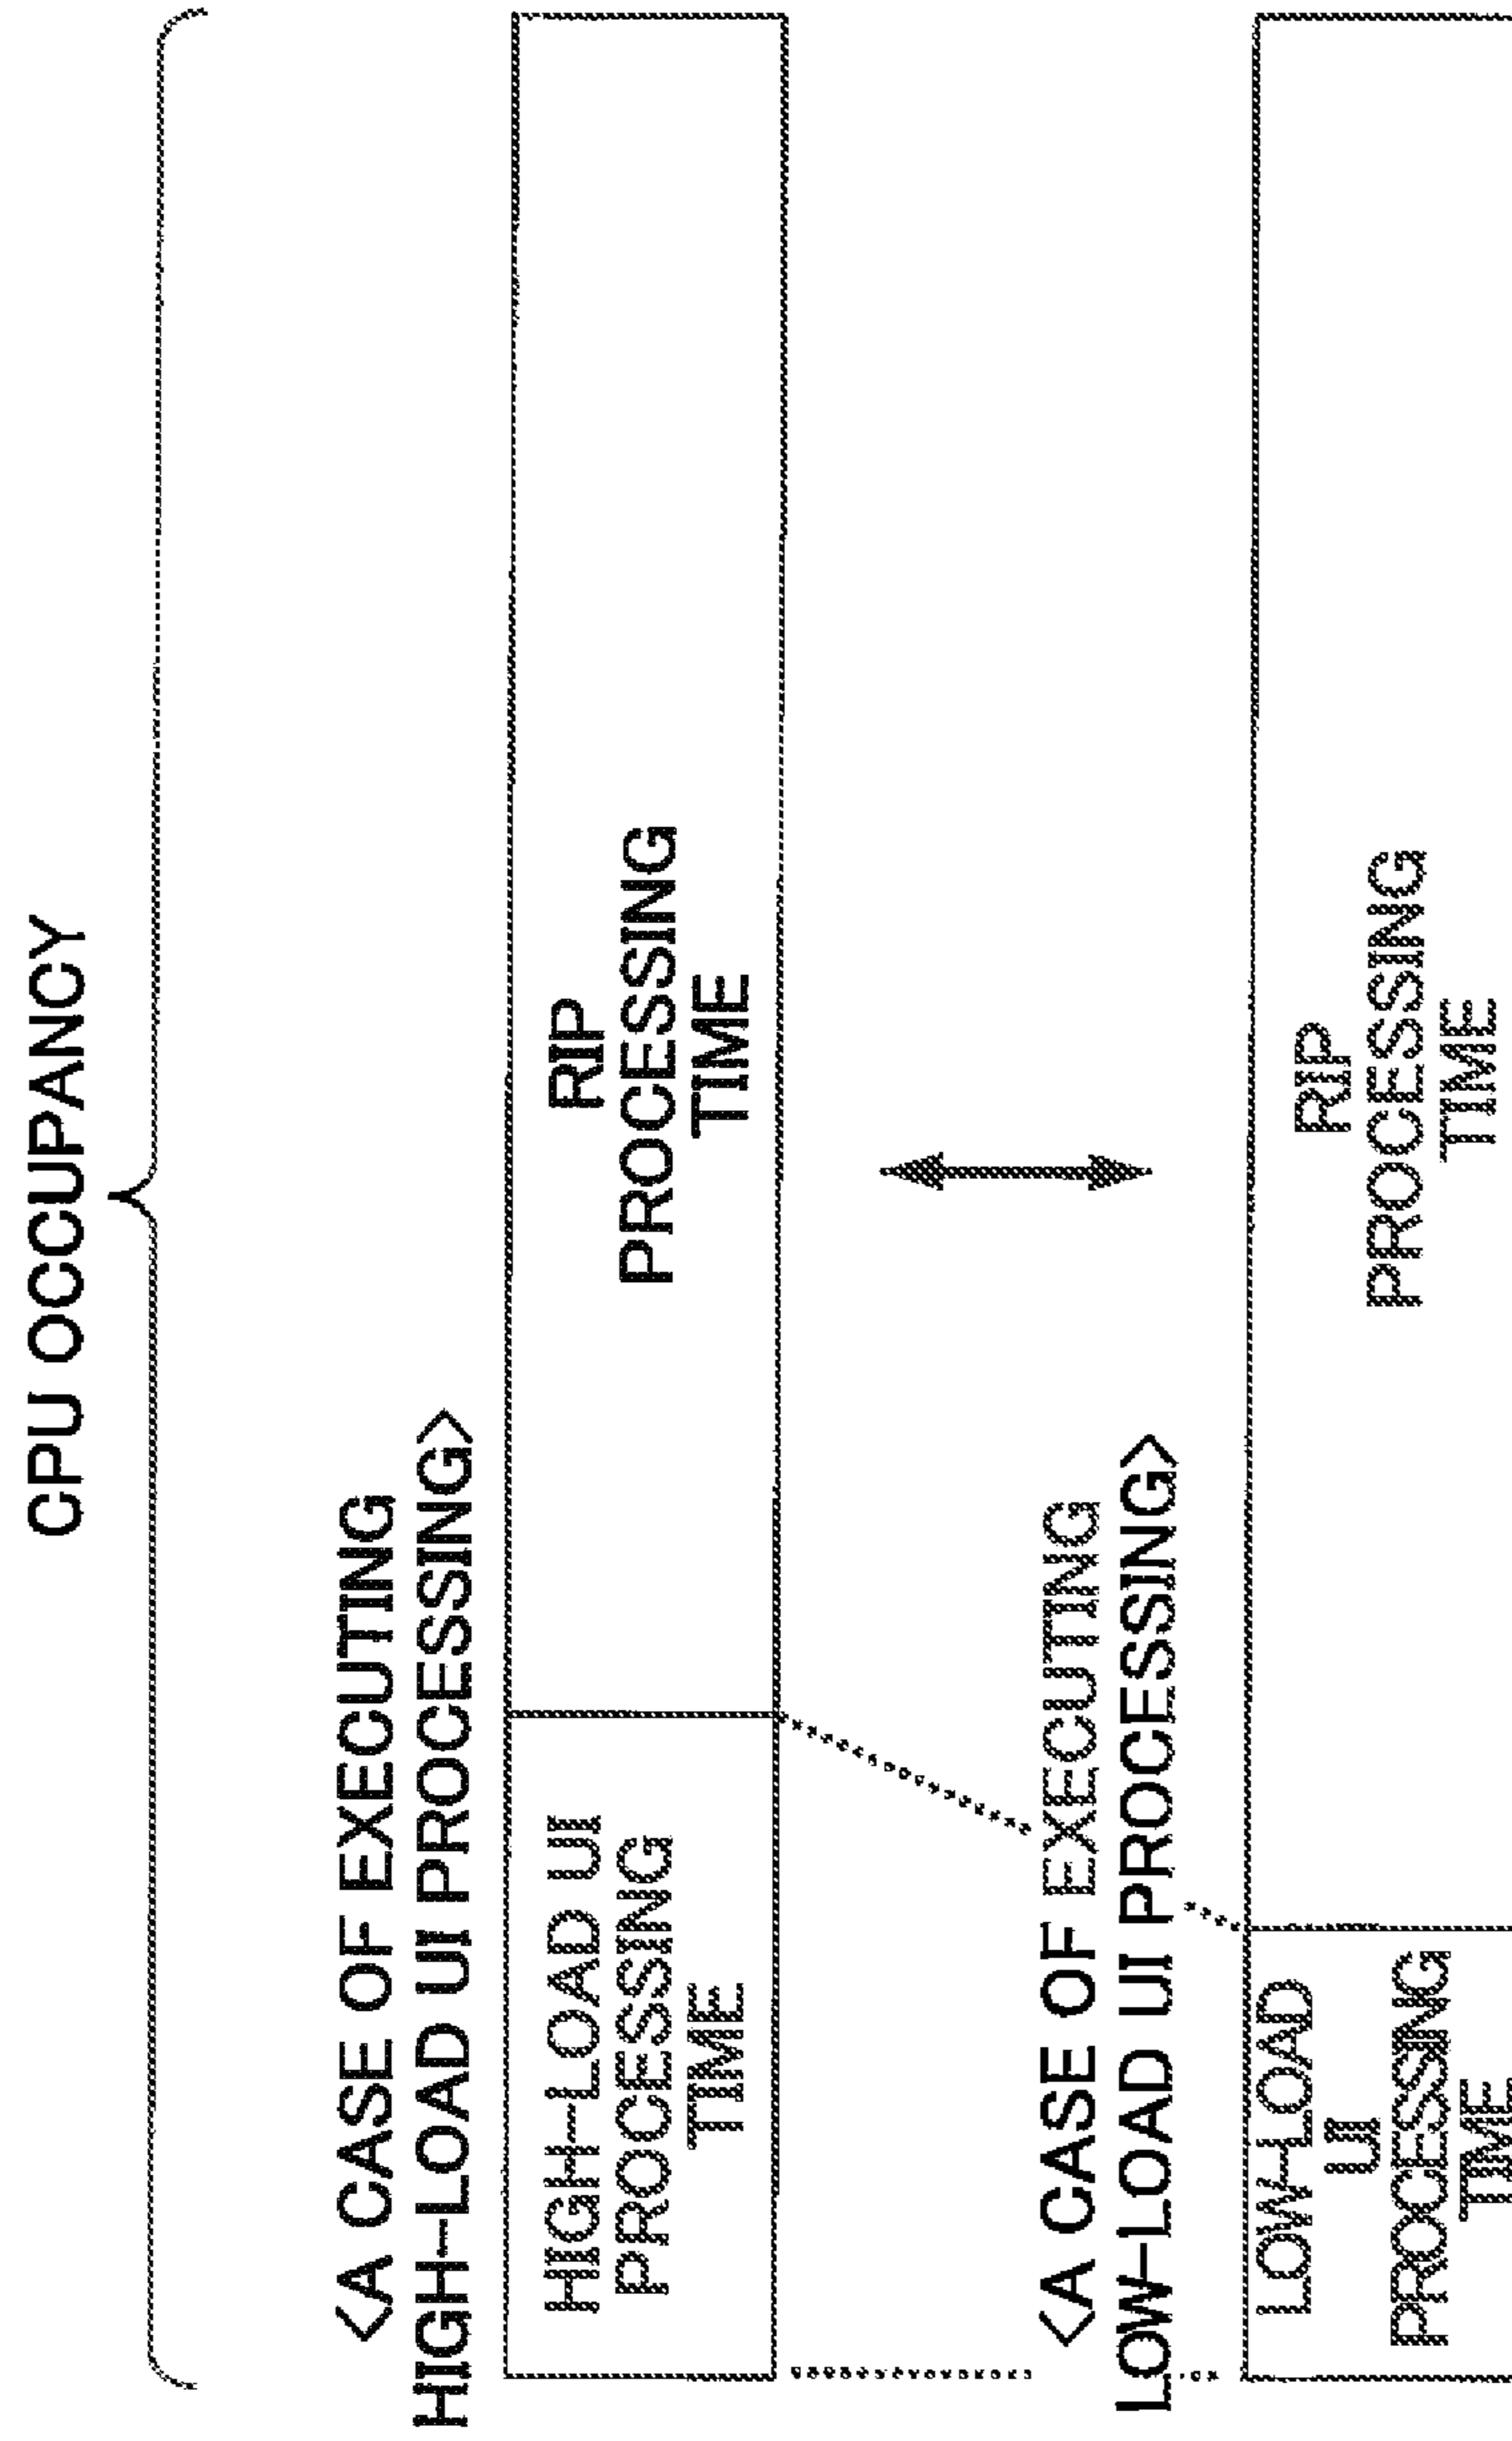 CPU OCCUPANCY
<A CASE OF EXECUTING
HIGH-LOAD UI PROCESSING>
HIGH-LOAD UI
PROCESSING
TIME
RIP
PROCESSING
TIME
<A CASE OF EXECUTING
LOW-LOAD UI PROCESSING>
LOW-LOAD
UI
PROCESSING
TIME
RIP
PROCESSING
TIME